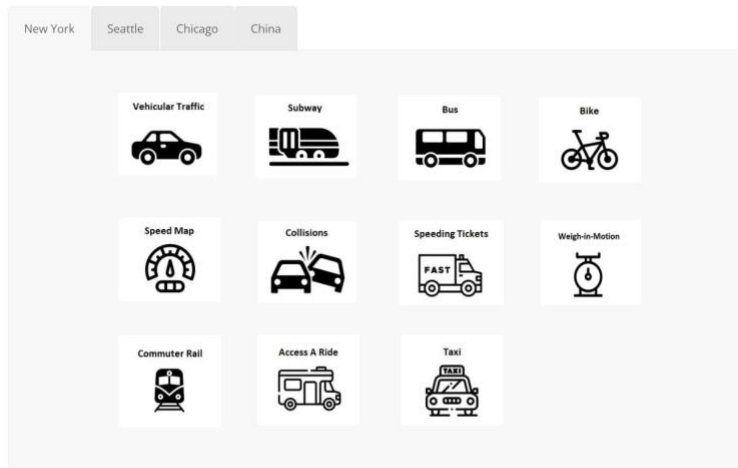 New York
Seattle
Chicago
China
Vehicular Traffic
Subway
Bus
Bike
Speed Map
Collisions
Speeding Tickets
FAST
Weigh-in-Motion
Commuter Rail
Access A Ride
Taxi
TAXI